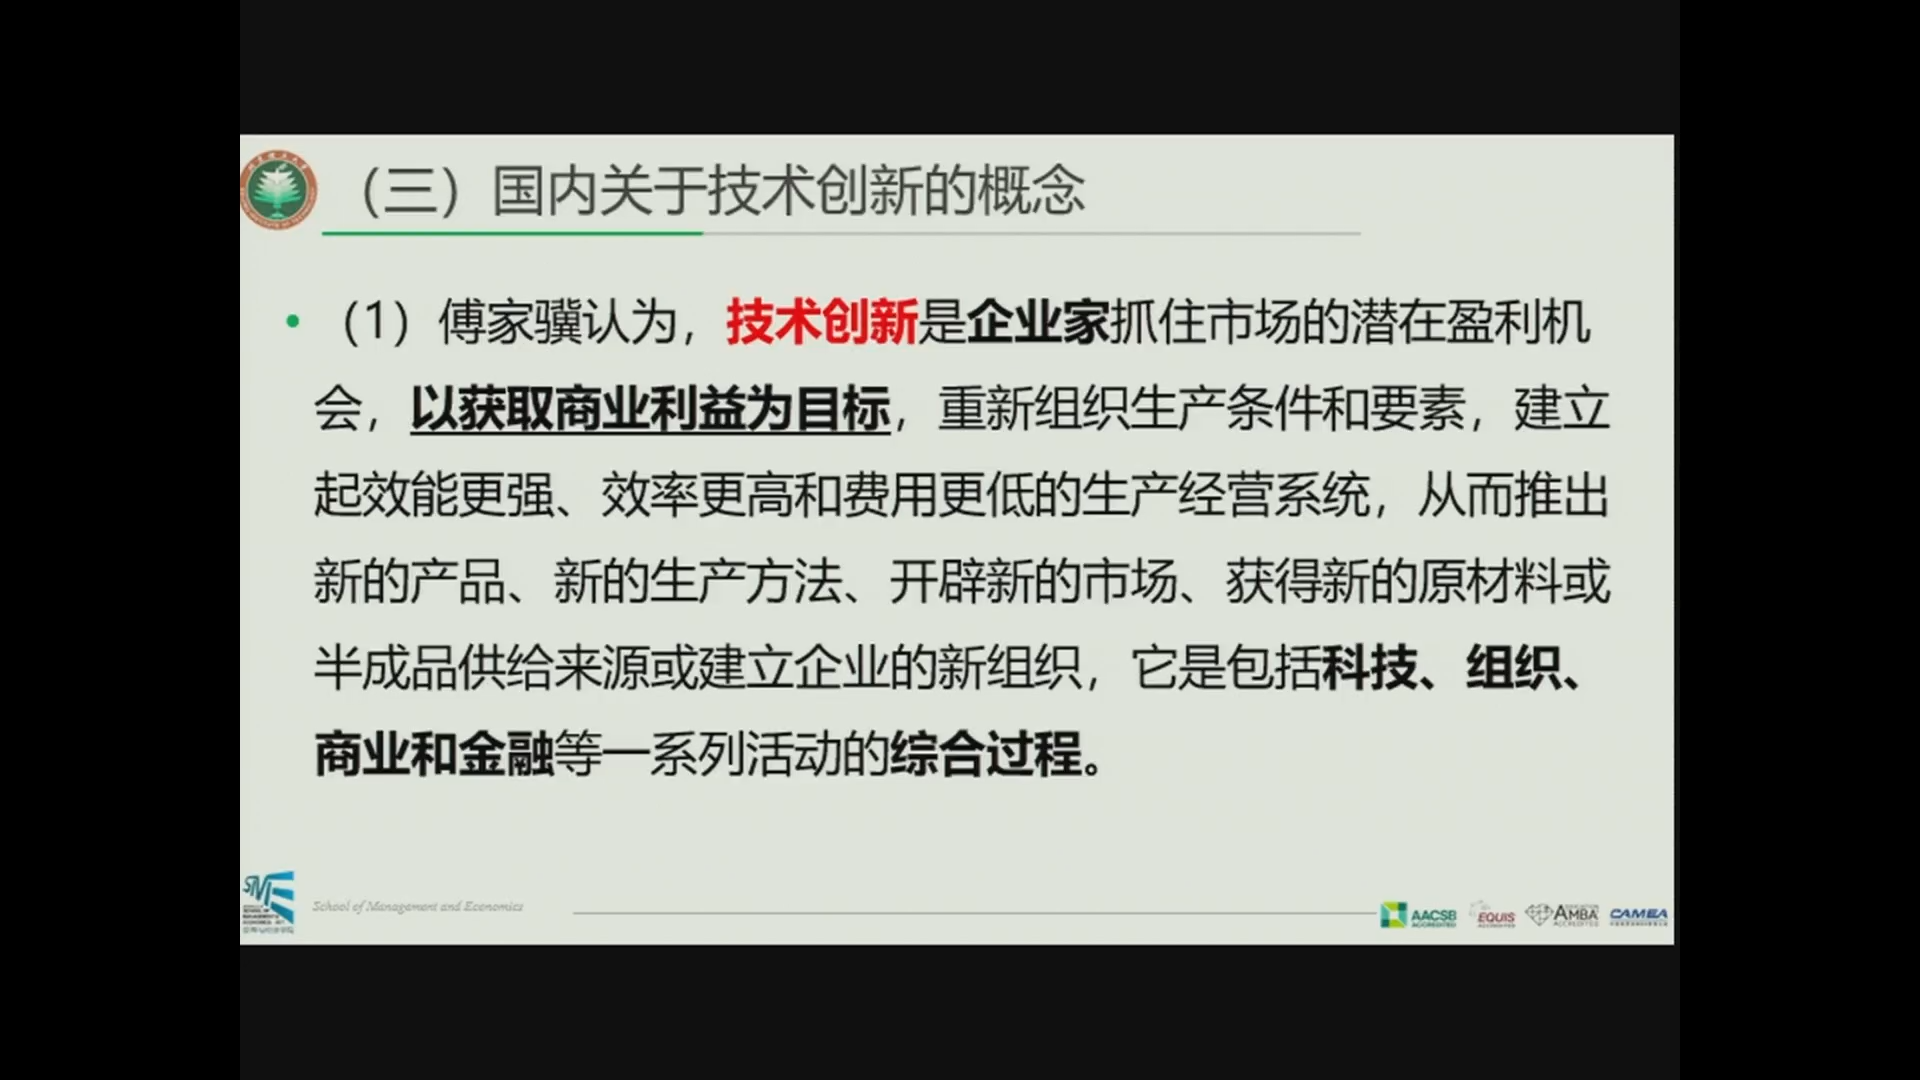 （三）国内关于技术创新的概念
• （1）傅家骥认为，技术创新是企业家抓住市场的潜在盈利机
会，以获取商业利益为目标，重新组织生产条件和要素，建立
起效能更强、效率更高和费用更低的生产经营系统，从而推出
新的产品、新的生产方法、开辟新的市场、获得新的原材料或
半成品供给来源或建立企业的新组织，它是包括科技、组织、
商业和金融等一系列活动的综合过程。
School of Management and Economics
AACSB
ACCREDITED
EQUIS
ACCREDITED
AMBA
ACCREDITED
CAMEA